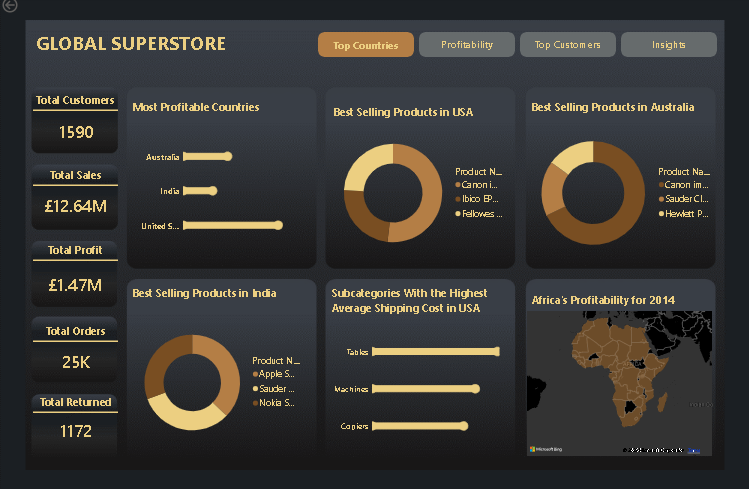 GLOBAL SUPERSTORE
Top Countries
Profitability
Top Customers
Insights
Total Customers
1590
Total Sales
£12.64M
Total Profit
£1.47M
Total Orders
25K
Total Returned
1172
Most Profitable Countries
Australia
India
United S...
Best Selling Products in USA
Product N...
Canon i...
Ibico EP...
Fellowes ...
Best Selling Products in Australia
Product Na...
Canon im...
Sauder Cl...
Hewlett P...
Best Selling Products in India
Product N...
Apple S...
Sauder ...
Nokia S...
Subcategories With the Highest
Average Shipping Cost in USA
Tables
Machines
Copiers
Africa's Profitability for 2014
Microsoft Bing